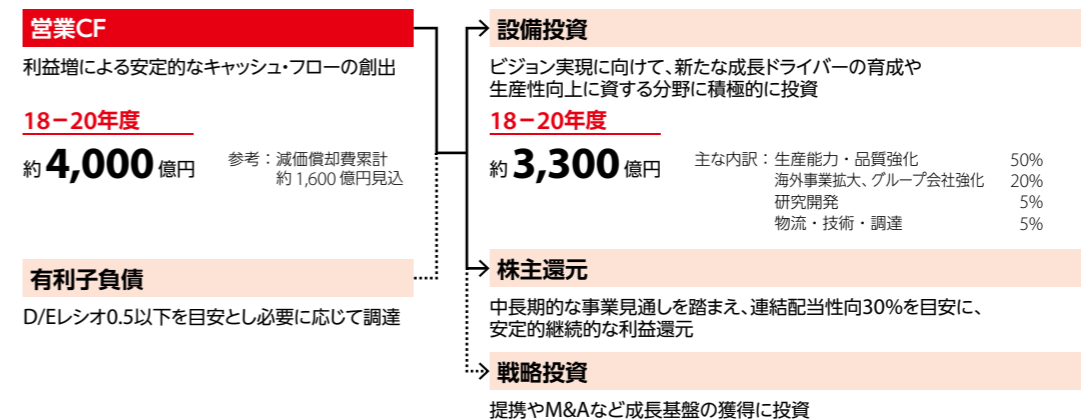 営業CF
利益増による安定的なキャッシュ・フローの創出
18－20年度
約4,000億円
参考：減価償却費累計
約1,600億円見込
有利子負債
D/Eレシオ0.5以下を目安とし必要に応じて調達
設備投資
ビジョン実現に向けて、新たな成長ドライバーの育成や
生産性向上に資する分野に積極的に投資
18－20年度
約3,300億円
主な内訳：生産能力・品質強化 50%
海外事業拡大、グループ会社強化 20%
研究開発 5%
物流・技術・調達 5%
株主還元
中長期的な事業見通しを踏まえ、連結配当性向30%を目安に、
安定的継続的な利益還元
戦略投資
提携やM&Aなど成長基盤の獲得に投資